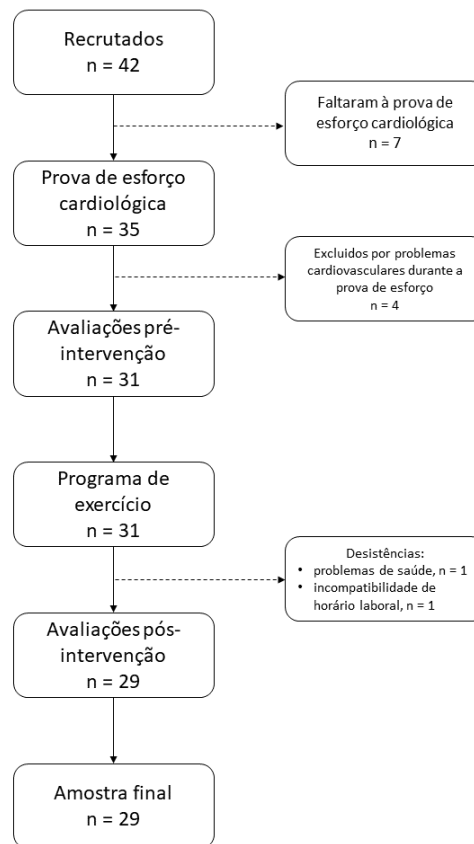 Recrutados
n = 42
Faltaram à prova de
esforço cardiológica
n = 7
Prova de esforço
cardiológica
n = 35
Excluidos por problemas
cardiovasculares durante a
prova de esforço
n = 4
Avaliações pré-
intervenção
n = 31
Programa de
exercício
n = 31
Desistências:
• problemas de saúde, n = 1
• incompatibilidade de
horário laboral, n = 1
Avaliações pós-
intervenção
n = 29
Amostra final
n = 29